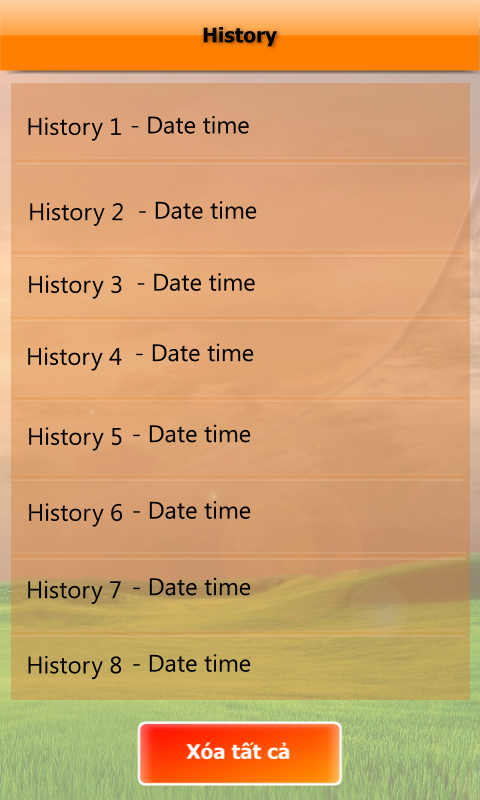 History
History 1 - Date time
History 2 - Date time
History 3 - Date time
History 4 - Date time
History 5 - Date time
History 6 - Date time
History 7 - Date time
History 8 - Date time
Xóa tất cả